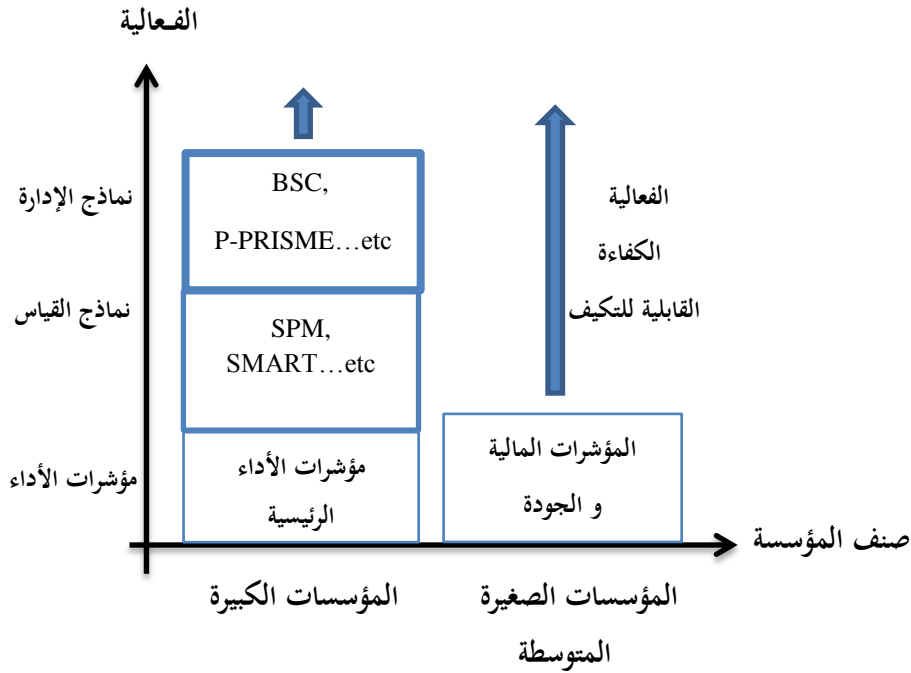 الفـعالية
نماذج الإدارة
نماذج القياس
مؤشرات الأداء
BSC,
P-PRISME…etc
SPM,
SMART…etc
مؤشرات الأداء
الرئيسية
الفعالية
الكفاءة
القابلية للتكيف
المؤشرات المالية
و الجودة
صنف المؤسسة
المؤسسات الكبيرة
المؤسسات الصغيرة
المتوسطة